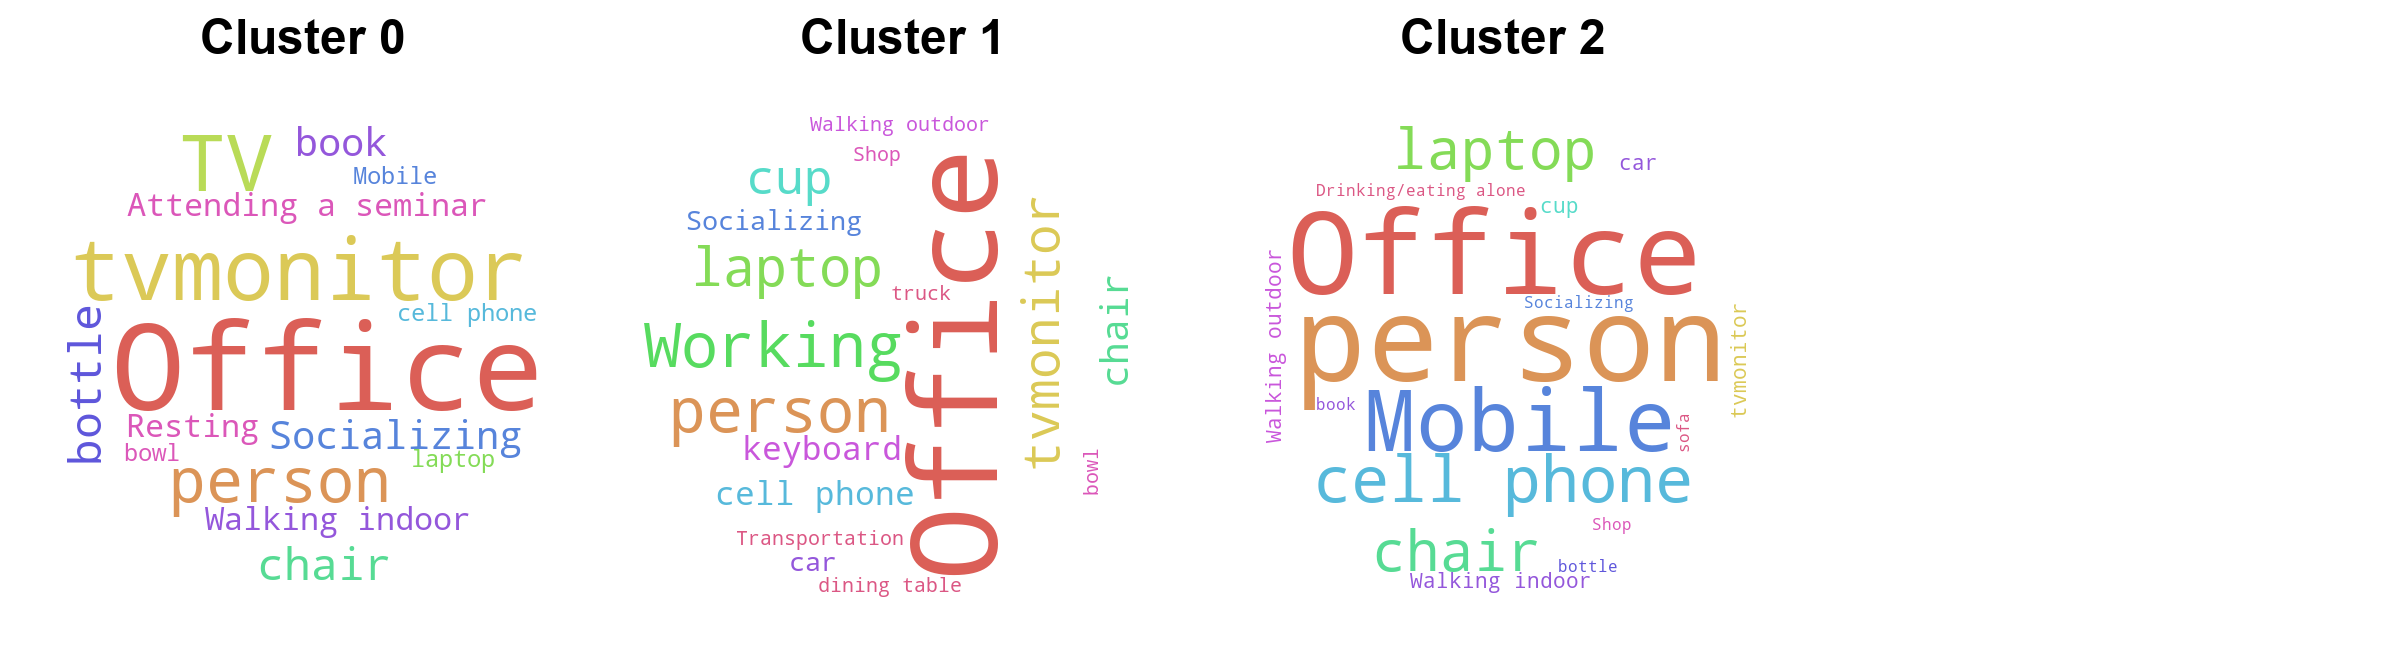 Cluster 0
TV
book
Mobile
Attending a seminar
tvmonitor
cell phone
bottle
Office
Resting
Socializing
bowl
laptop
person
Walking indoor
chair
Cluster 1
Walking outdoor
Shop
cup
Socializing
laptop
truck
Office
tvmonitor
chair
Working
person
keyboard
bowl
cell phone
Transportation
car
dining table
Cluster 2
laptop
car
Drinking/eating alone
cup
Office
Walking outdoor
Socializing
person
tvmonitor
book
Mobile
sofa
cell phone
Shop
chair
bottle
Walking indoor